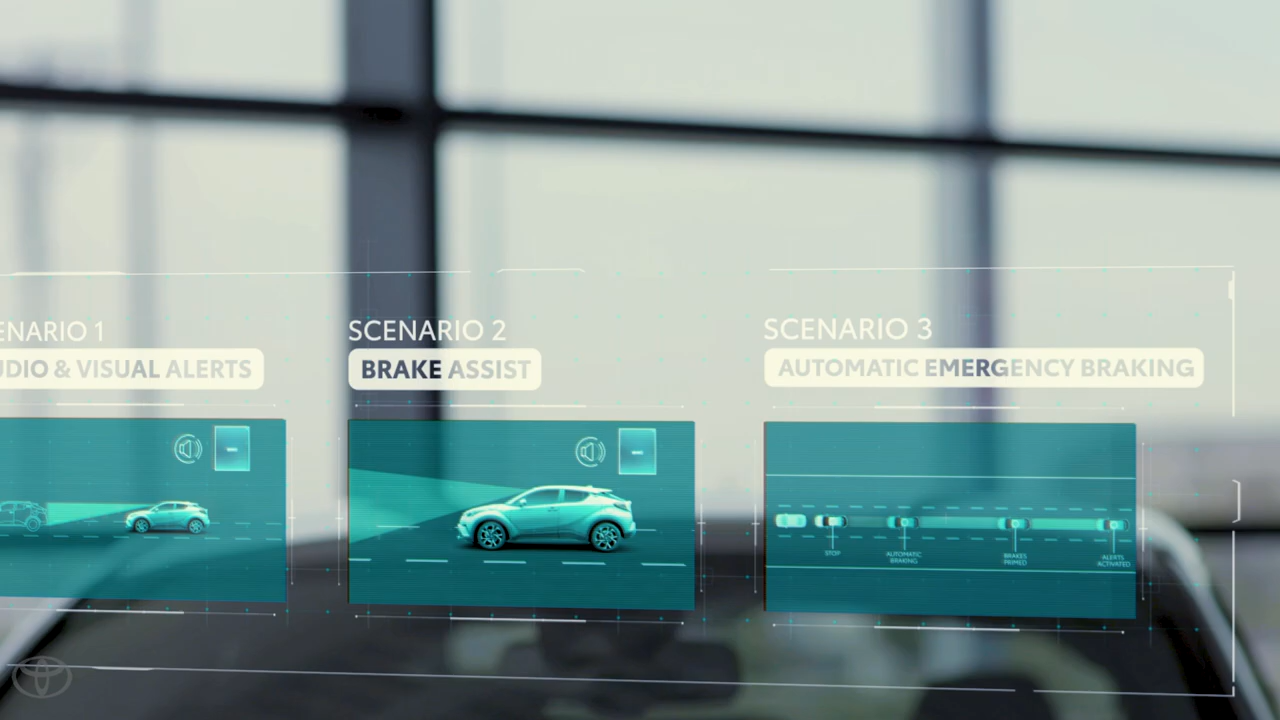 ENARIO 1
UDIO & VISUAL ALERTS
SCENARIO 2
BRAKE ASSIST
SCENARIO 3
AUTOMATIC EMERGENCY BRAKING
STOP
AUTOMATIC
BRAKING
BRAKES
PRIMED
ALERTS
ACTIVATED